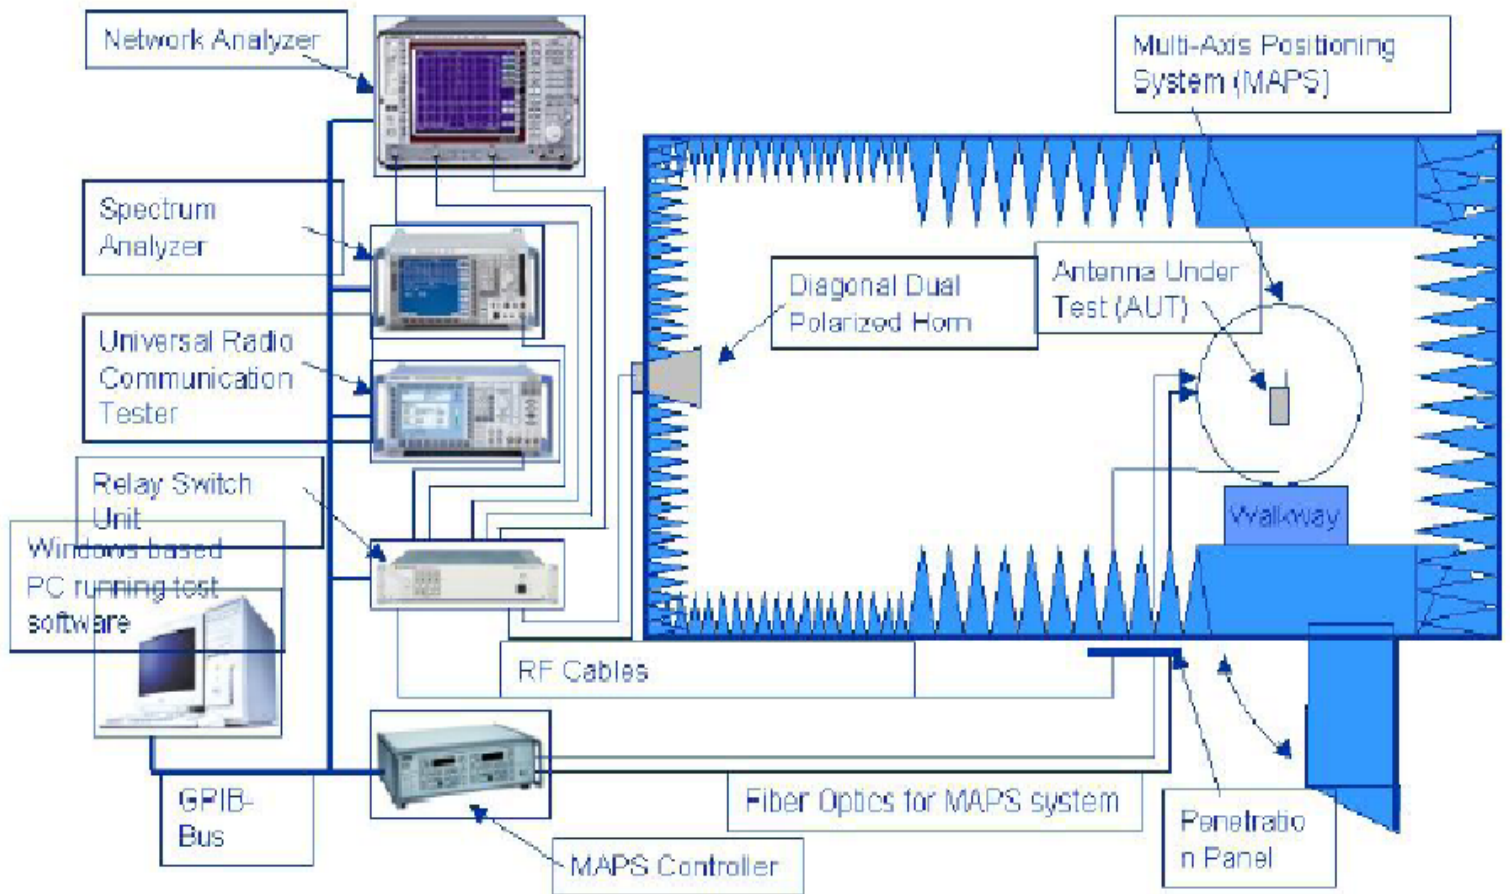 Network Analyzer
Multi-Axis Positioning
System (MAPS)
Spectrum
Analyzer
Diagonal Dual
Polarized Horn
Antenna Under
Test (AUT)
Universal Radio
Communication
Tester
Relay Switch
Unit
Windows based
PC running test
software
Walkway
RF Cables
GPIB-
Bus
Fiber Optics for MAPS system
MAPS Controller
Penetratio
n Panel